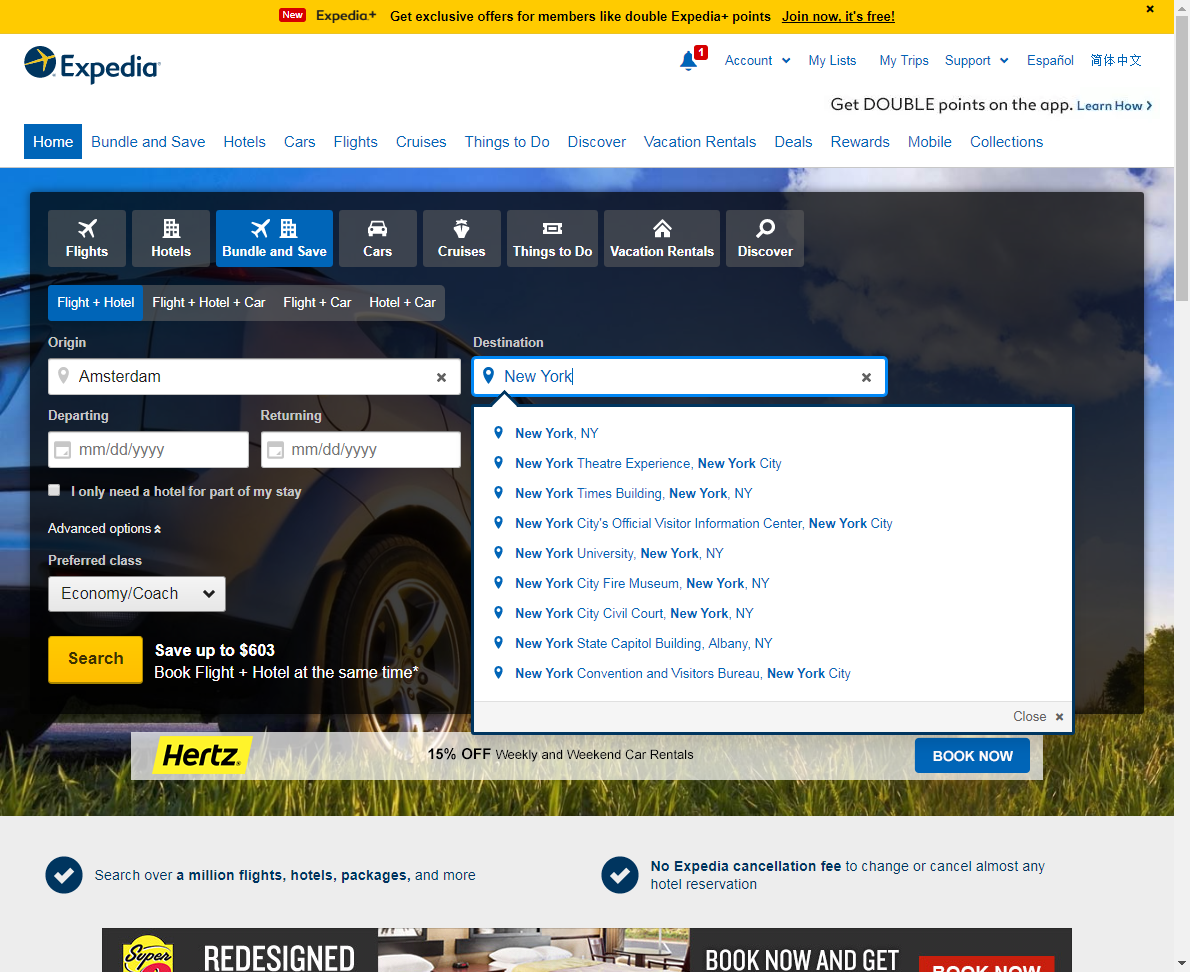 New Expedia+ Get exclusive offers for members like double Expedia+ points Join now, it's free!
Expedia
1 Account My Lists My Trips Support Español 简体中文
Get DOUBLE points on the app. Learn How
Home Bundle and Save Hotels Cars Flights Cruises Things to Do Discover Vacation Rentals Deals Rewards Mobile Collections
Flights Hotels Bundle and Save Cars Cruises Things to Do Vacation Rentals Discover
Flight + Hotel Flight + Hotel + Car Flight + Car Hotel + Car
Origin Destination
Amsterdam New York
Departing Returning
mm/dd/yyyy mm/dd/yyyy
I only need a hotel for part of my stay
Advanced options
Preferred class
Economy/Coach
Search Save up to $603
Book Flight + Hotel at the same time*
New York, NY
New York Theatre Experience, New York City
New York Times Building, New York, NY
New York City's Official Visitor Information Center, New York City
New York University, New York, NY
New York City Fire Museum, New York, NY
New York City Civil Court, New York, NY
New York State Capitol Building, Albany, NY
New York Convention and Visitors Bureau, New York City
Close
Hertz. 15% OFF Weekly and Weekend Car Rentals BOOK NOW
Search over a million flights, hotels, packages, and more
No Expedia cancellation fee to change or cancel almost any
hotel reservation
Super REDESIGNED BOOK NOW AND GET BOOK NOW